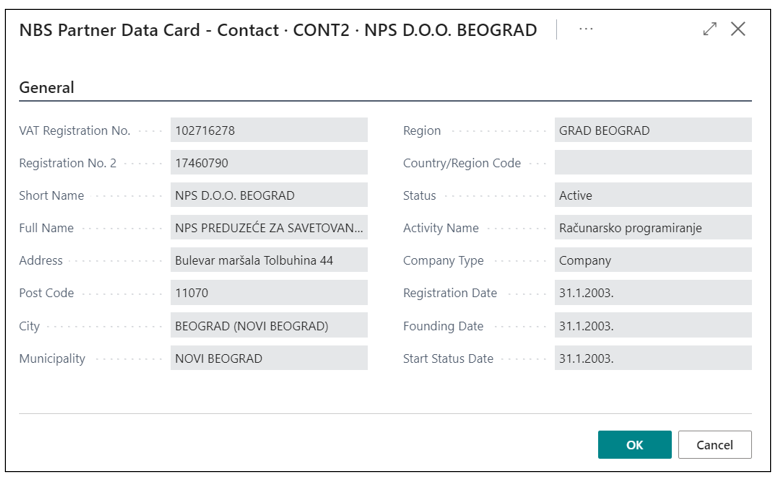 NBS Partner Data Card - Contact · CONT2 · NPS D.O.O. BEOGRAD
General
VAT Registration No. 102716278
Registration No. 2 17460790
Short Name NPS D.O.O. BEOGRAD
Full Name NPS PREDUZEĆE ZA SAVETOVAN...
Address Bulevar maršala Tolbuhina 44
Post Code 11070
City BEOGRAD (NOVI BEOGRAD)
Municipality NOVI BEOGRAD
Region GRAD BEOGRAD
Country/Region Code
Status Active
Activity Name Računarsko programiranje
Company Type Company
Registration Date 31.1.2003.
Founding Date 31.1.2003.
Start Status Date 31.1.2003.
OK Cancel